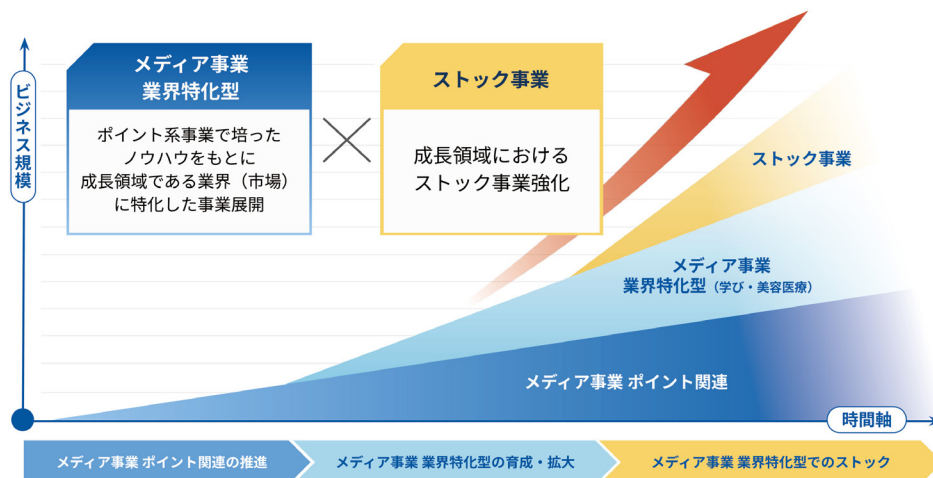 ビジネス規模
メディア事業
業界特化型
ポイント系事業で培った
ノウハウをもとに
成長領域である業界（市場）
に特化した事業展開
ストック事業
成長領域における
ストック事業強化
ストック事業
メディア事業
業界特化型（学び・美容医療）
メディア事業 ポイント関連
時間軸
メディア事業 ポイント関連の推進
メディア事業 業界特化型の育成・拡大
メディア事業 業界特化型でのストック